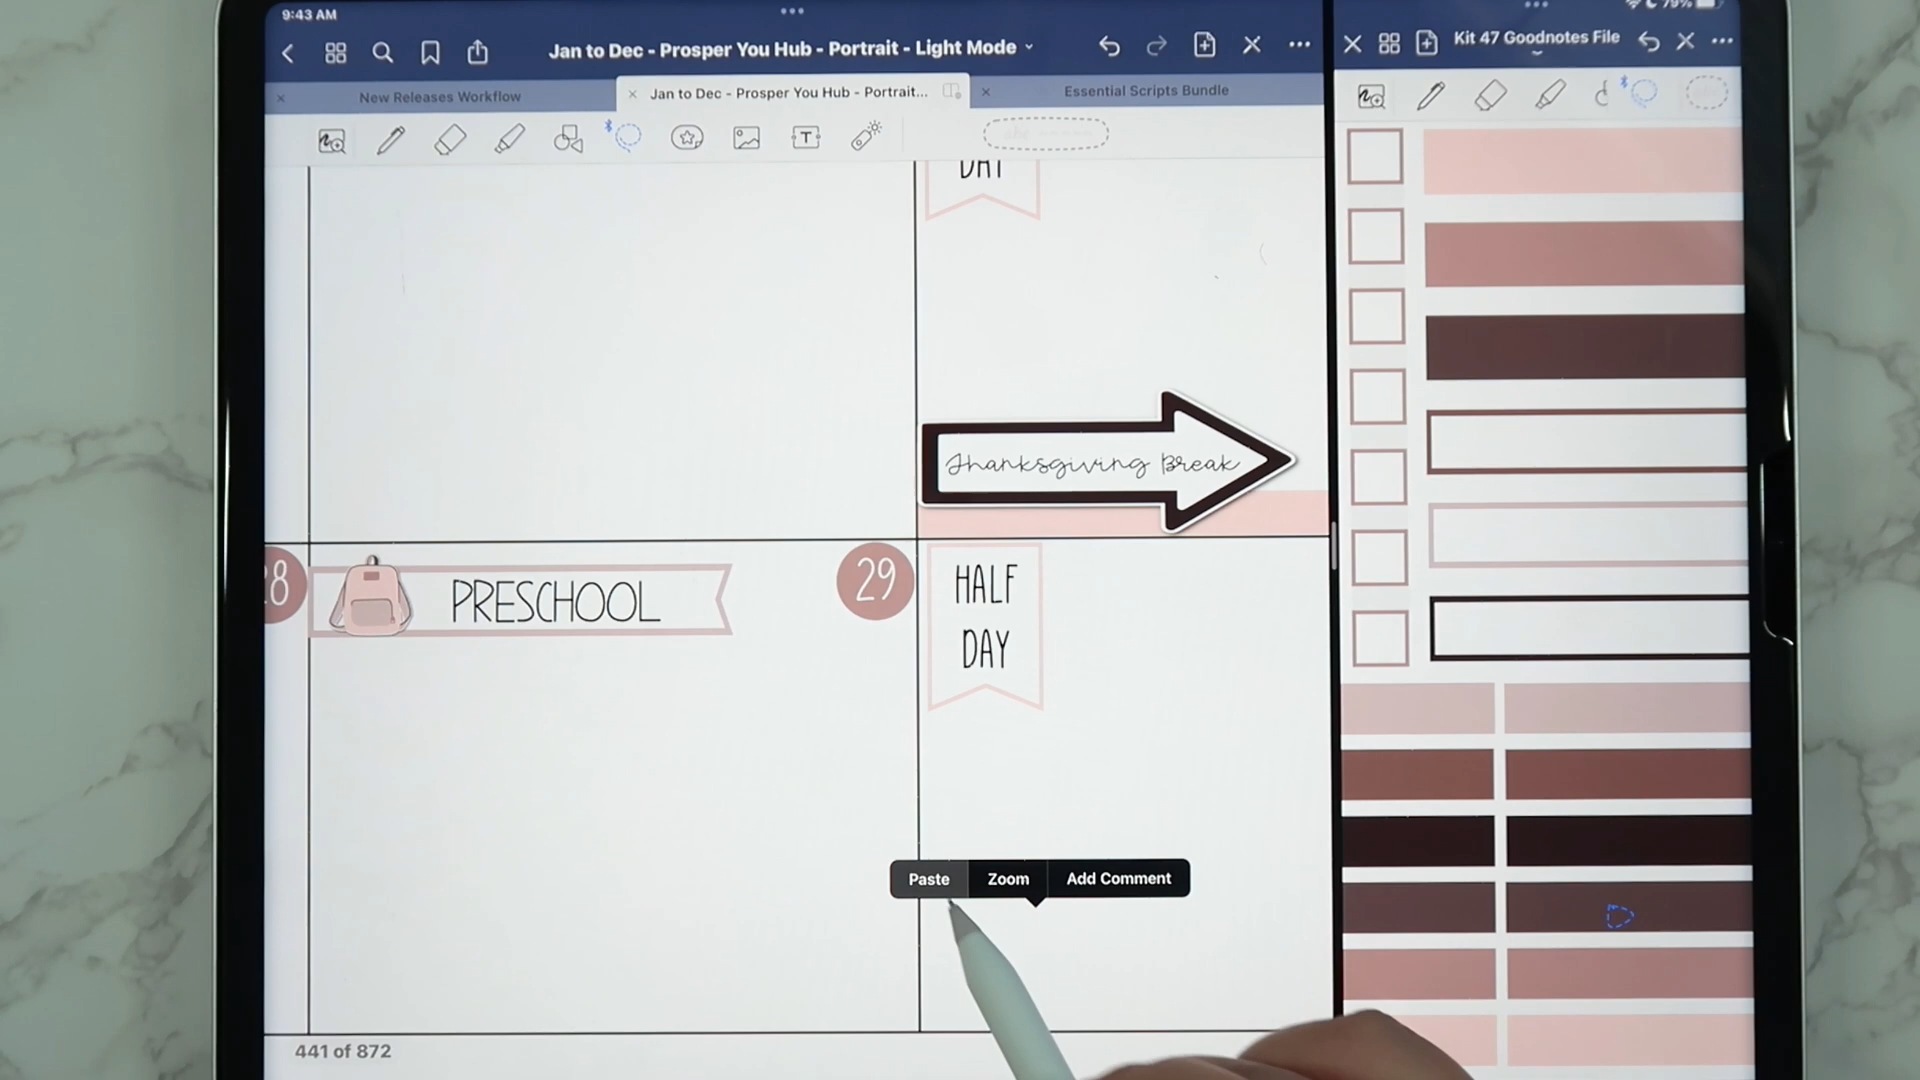 9:43 AM
79%
Jan to Dec - Prosper You Hub - Portrait - Light Mode
Kit 47 Goodnotes File
New Releases Workflow
Jan to Dec - Prosper You Hub - Portrait...
Essential Scripts Bundle
T
DAY
Thanksgiving Break
28
PRESCHOOL
29
HALF
DAY
Paste
Zoom
Add Comment
441 of 872